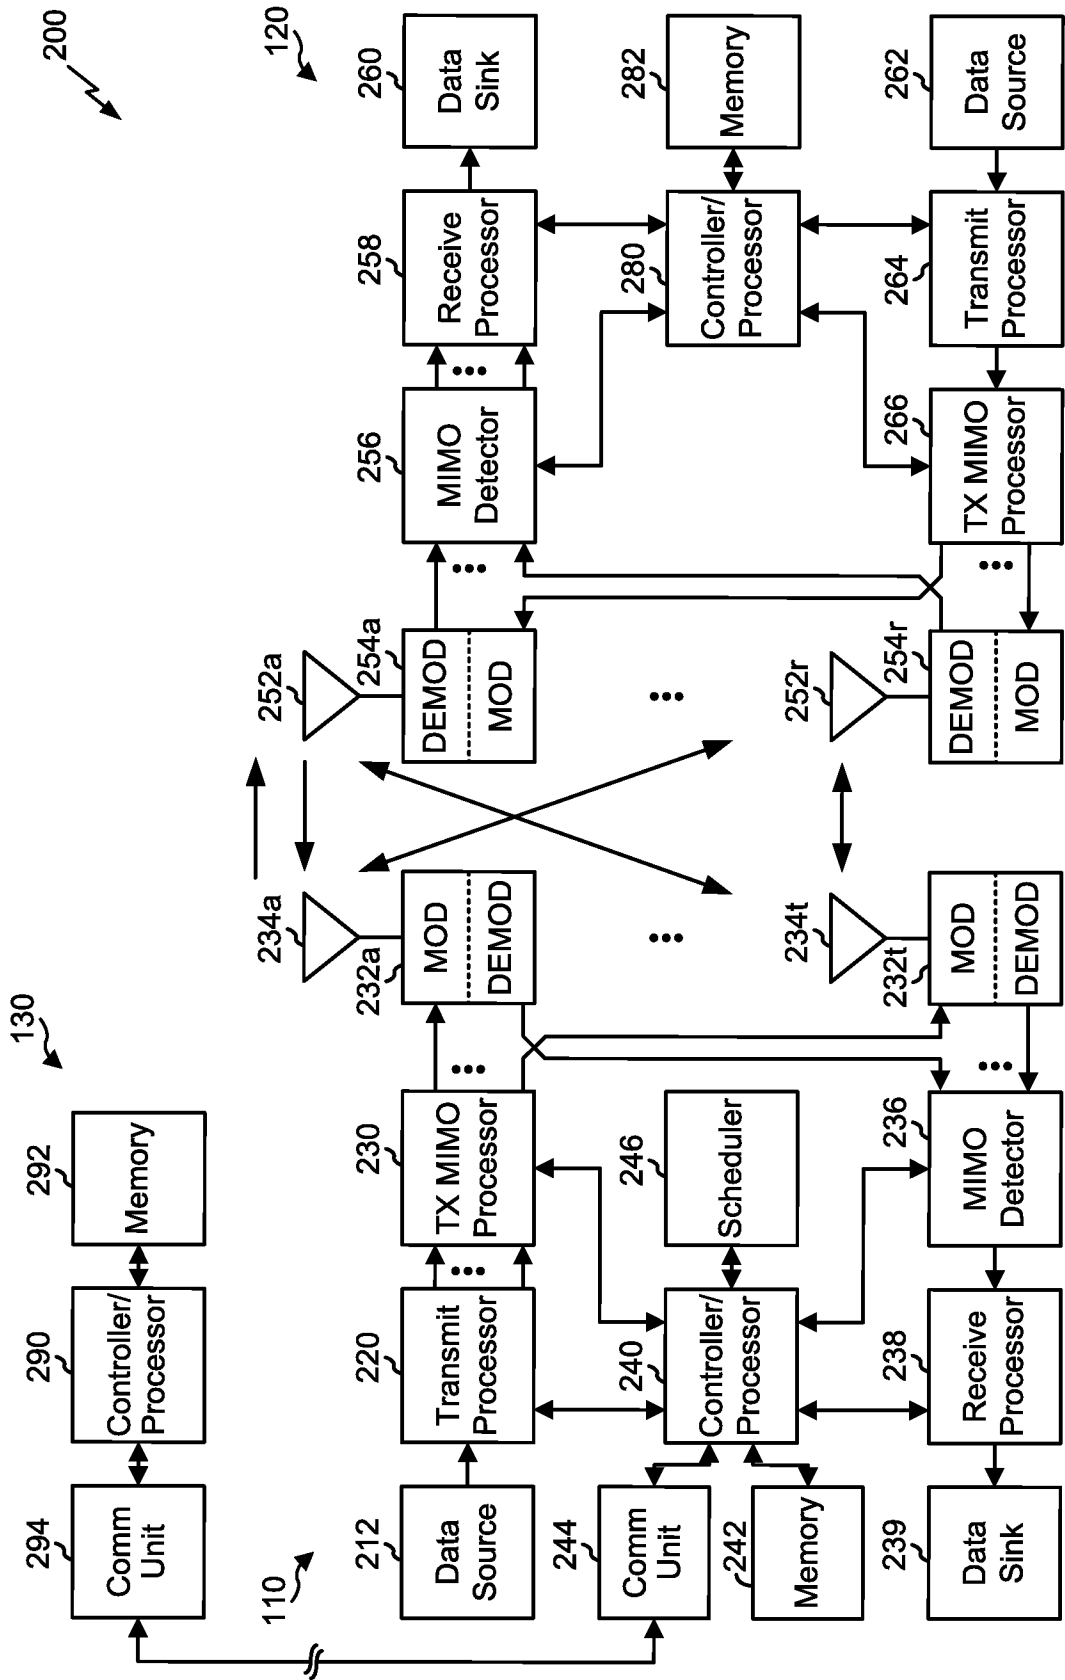 200
130
294
Comm
Unit
290
Controller/
Processor
292
Memory
110
120
212
Data
Source
220
Transmit
Processor
230
TX MIMO
Processor
232a
MOD
DEMOD
234a
252a
254a
DEMOD
MOD
256
MIMO
Detector
258
Receive
Processor
260
Data
Sink
244
Comm
Unit
242
Memory
240
Controller/
Processor
246
Scheduler
280
Controller/
Processor
282
Memory
239
Data
Sink
238
Receive
Processor
236
MIMO
Detector
232t
MOD
DEMOD
234t
252r
254r
DEMOD
MOD
266
TX MIMO
Processor
264
Transmit
Processor
262
Data
Source